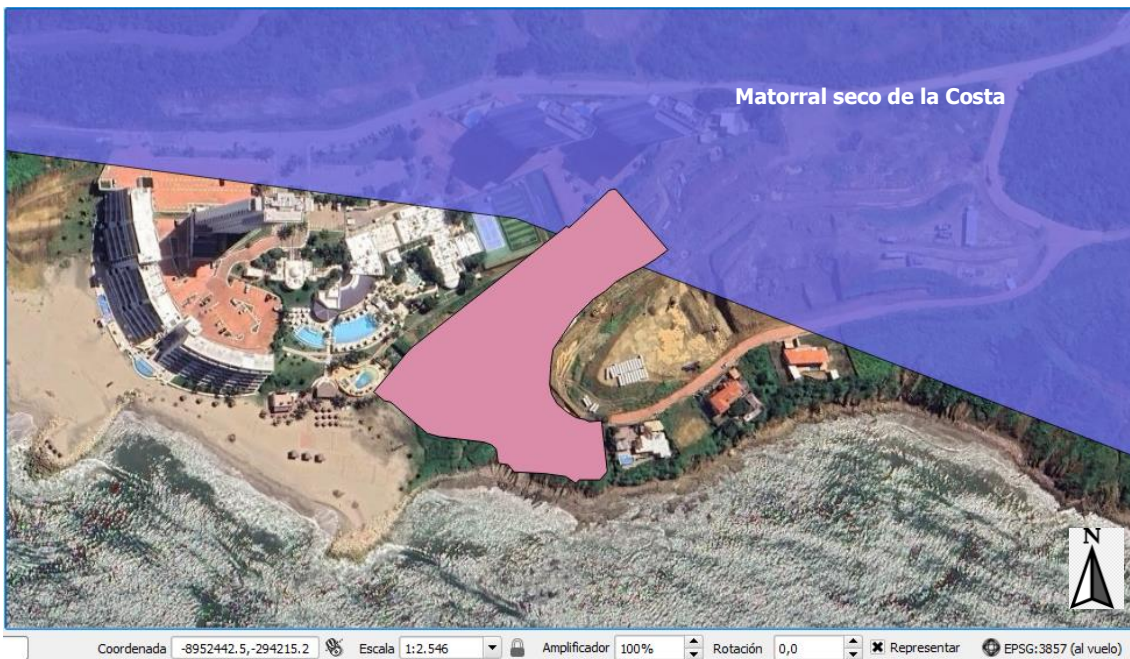 Matorral seco de la Costa
N
Coordenada -8952442.5,-294215.2 Escala 1:2.546 Amplificador 100% Rotación 0,0 Representar EPSG:3857 (al vuelo)